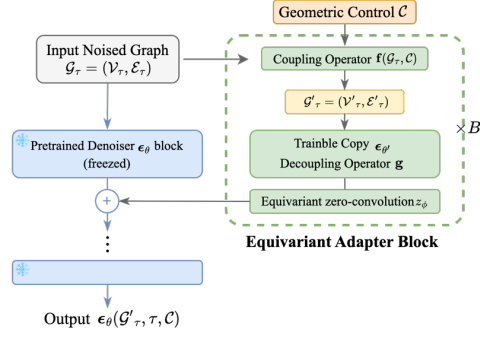 Geometric Control 𝒞
Input Noised Graph
𝒢_τ = (𝒱_τ, ℰ_τ)
Coupling Operator f(𝒢_τ, 𝒞)
𝒢'_τ = (𝒱'_τ, ℰ'_τ)
×B
Pretrained Denoiser ϵ_θ block
(freezed)
Trainble Copy ϵ_θ'
Decoupling Operator g
+
Equivariant zero-convolution z_ϕ
Equivariant Adapter Block
⋮
Output ϵ_θ(𝒢'_τ, τ, 𝒞)